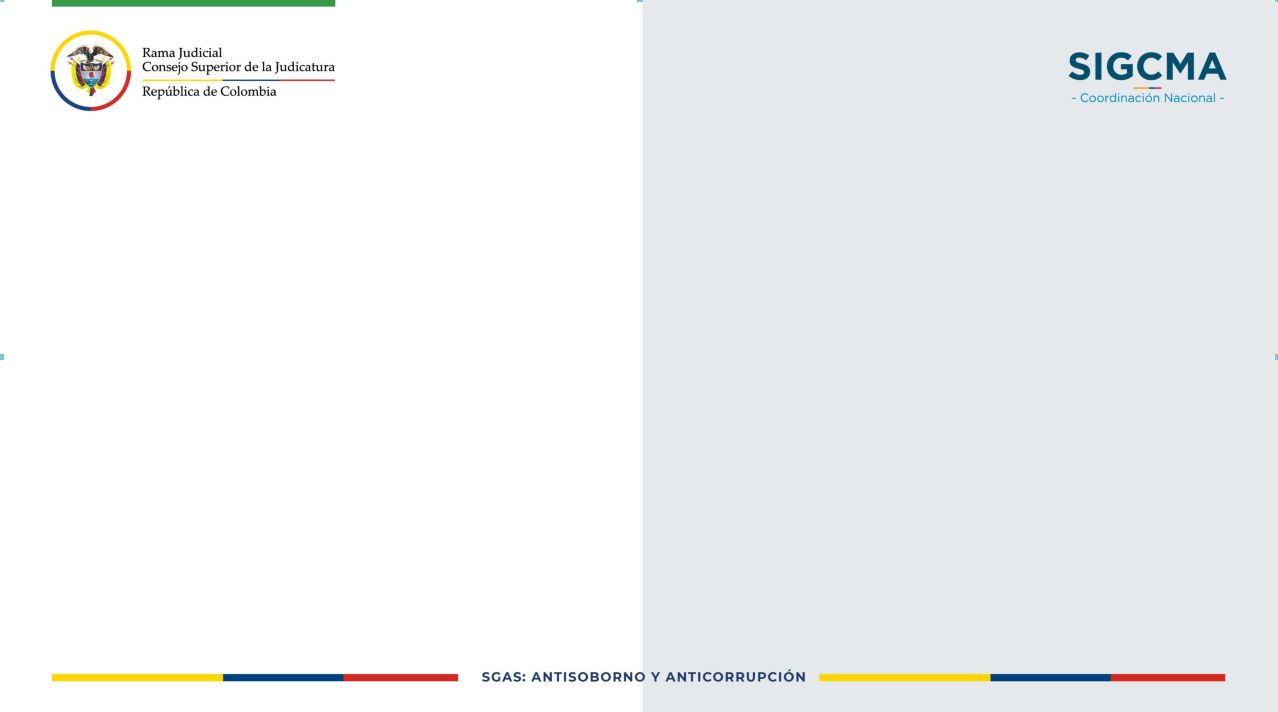 Rama Judicial
Consejo Superior de la Judicatura
República de Colombia
SIGCMA
- Coordinación Nacional -
SGAS: ANTISOBORNO Y ANTICORRUPCIÓN